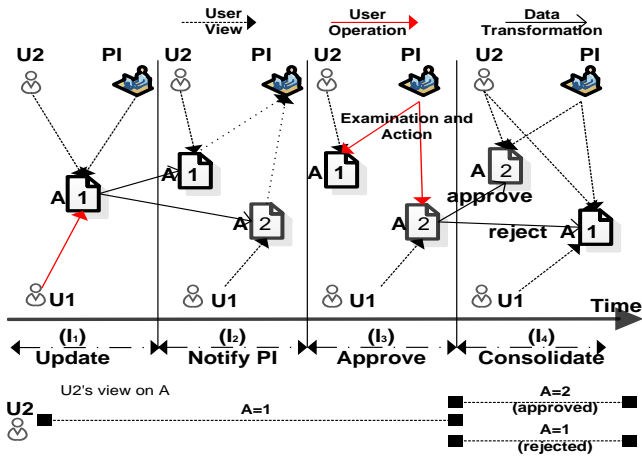 User
View
User
Operation
Data
Transformation
U2
PI
U2
PI
U2
PI
U2
PI
Examination and
Action
A
1
A
1
A
2
A
1
A
2
A
2
approve
reject
A
1
U1
U1
U1
U1
Time
(I₁)
Update
(I₂)
Notify PI
(I₃)
Approve
(I₄)
Consolidate
U2's view on A
U2
A=1
A=2
(approved)
A=1
(rejected)